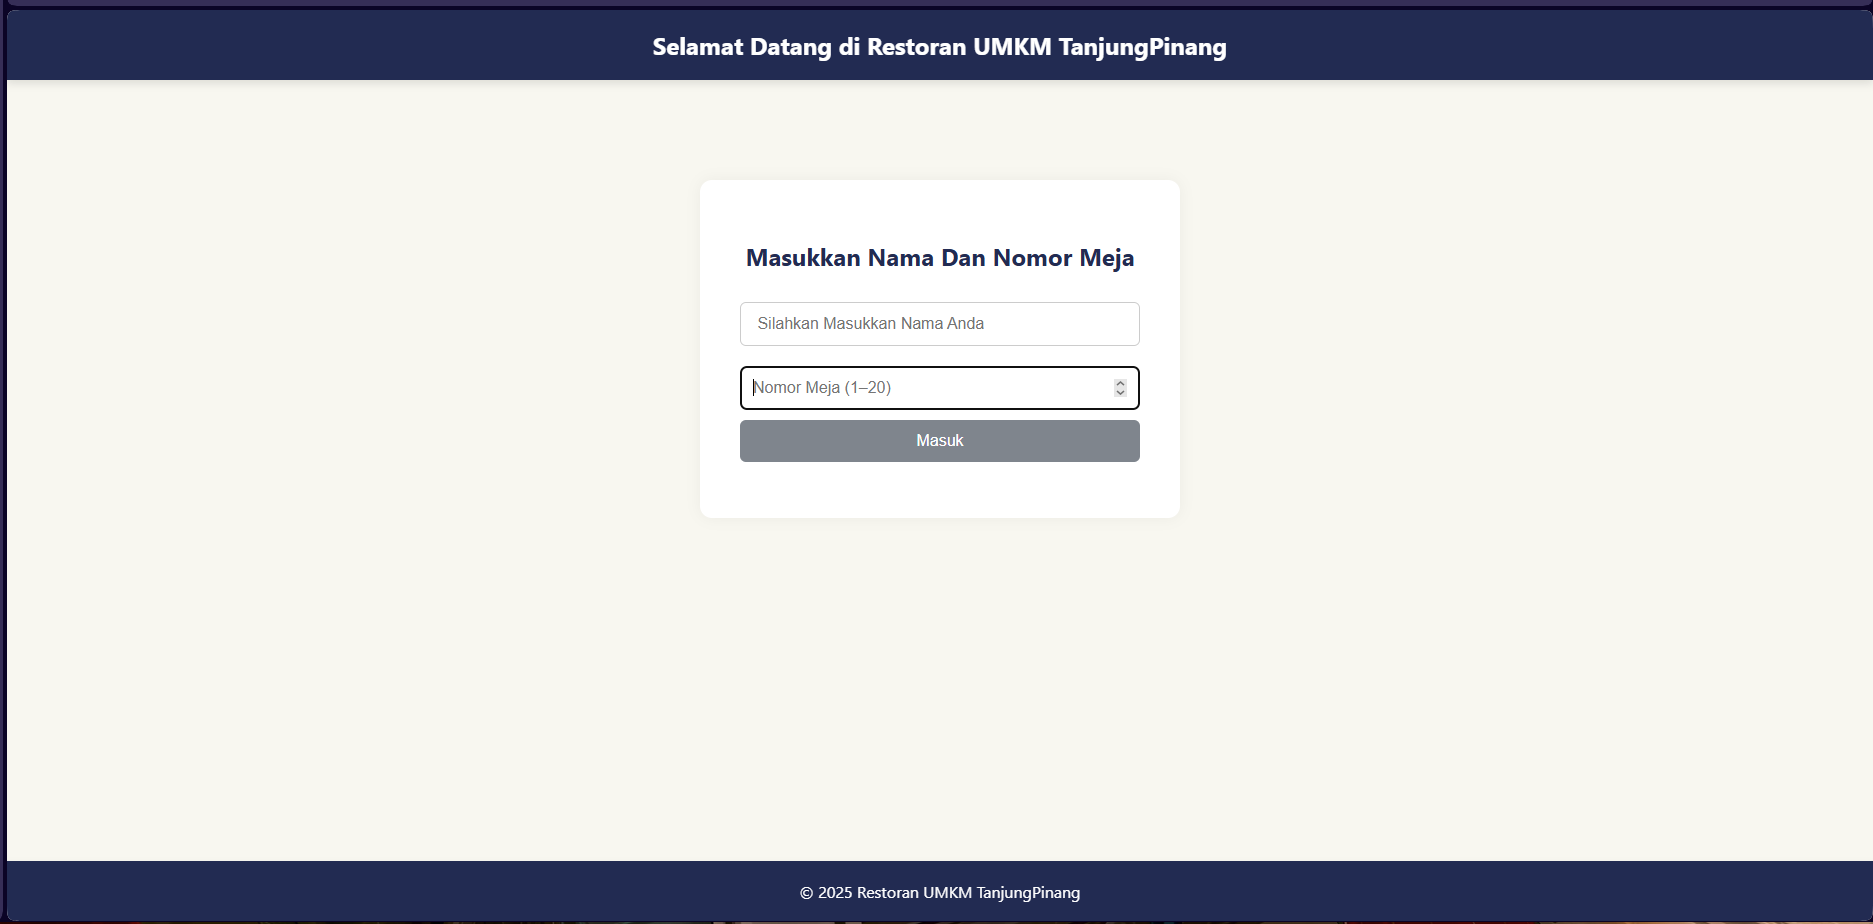 Selamat Datang di Restoran UMKM TanjungPinang
Masukkan Nama Dan Nomor Meja
Silahkan Masukkan Nama Anda
Nomor Meja (1–20)
Masuk
© 2025 Restoran UMKM TanjungPinang